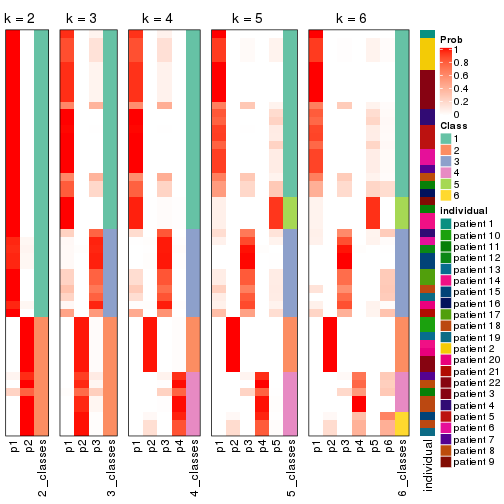 k = 2
k = 3
k = 4
k = 5
k = 6
p1
p2
2_classes
p1
p2
p3
3_classes
p1
p2
p3
p4
4_classes
p1
p2
p3
p4
p5
5_classes
p1
p2
p3
p4
p5
p6
6_classes
individual
Prob
1
0.8
0.6
0.4
0.2
0
Class
1
2
3
4
5
6
Individual
patient 1
patient 10
patient 11
patient 12
patient 13
patient 14
patient 15
patient 16
patient 17
patient 18
patient 19
patient 2
patient 20
patient 21
patient 22
patient 3
patient 4
patient 5
patient 6
patient 7
patient 8
patient 9